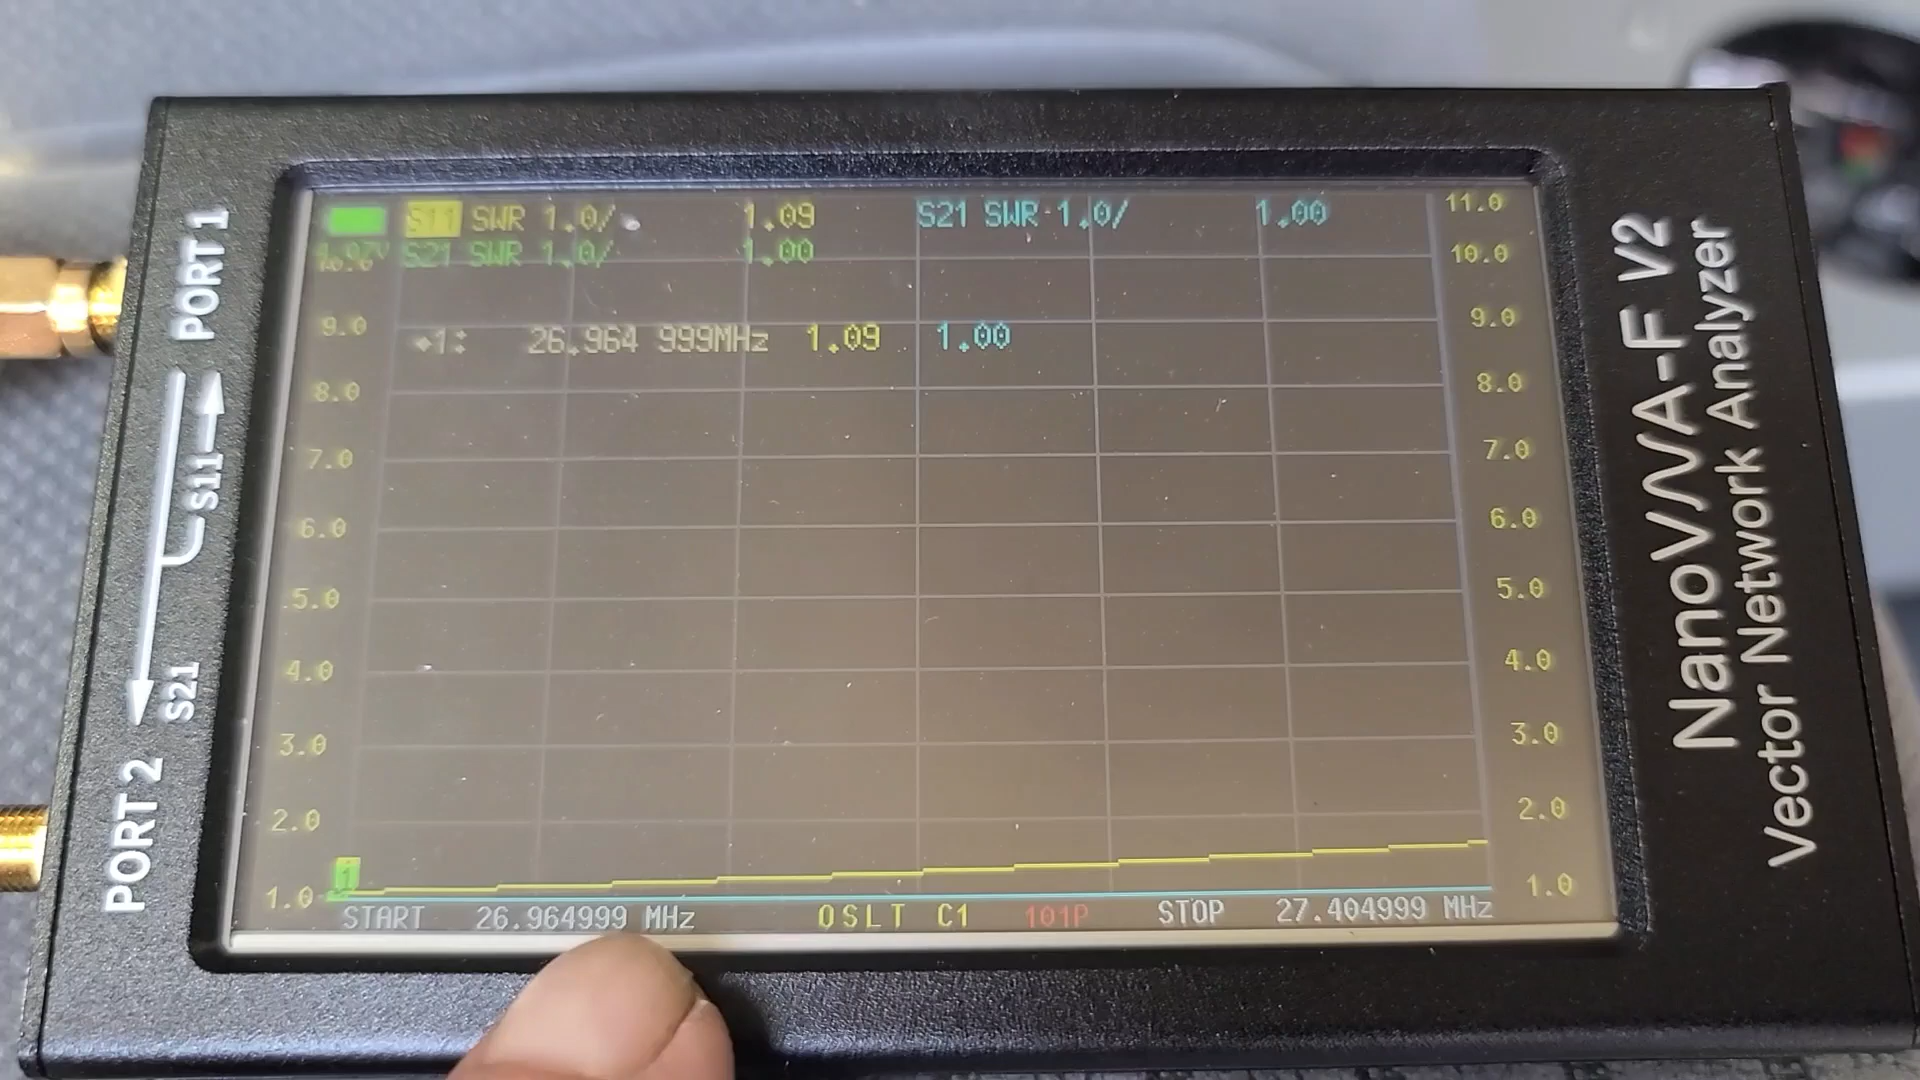 S11 SWR 1.0/ 1.09 S21 SWR 1.0/ 1.00 11.0
S21 SWR 1.0/ 1.00 10.0
9.0 9.0
1: 26.964 999MHz 1.09 1.00
8.0 8.0
7.0 7.0
6.0 6.0
5.0 5.0
4.0 4.0
3.0 3.0
2.0 2.0
1
1.0 1.0
START 26.964999 MHz OSLT C1 101P STOP 27.404999 MHz
PORT 1
S11
S21
PORT 2
NanoVNA-F V2
Vector Network Analyzer